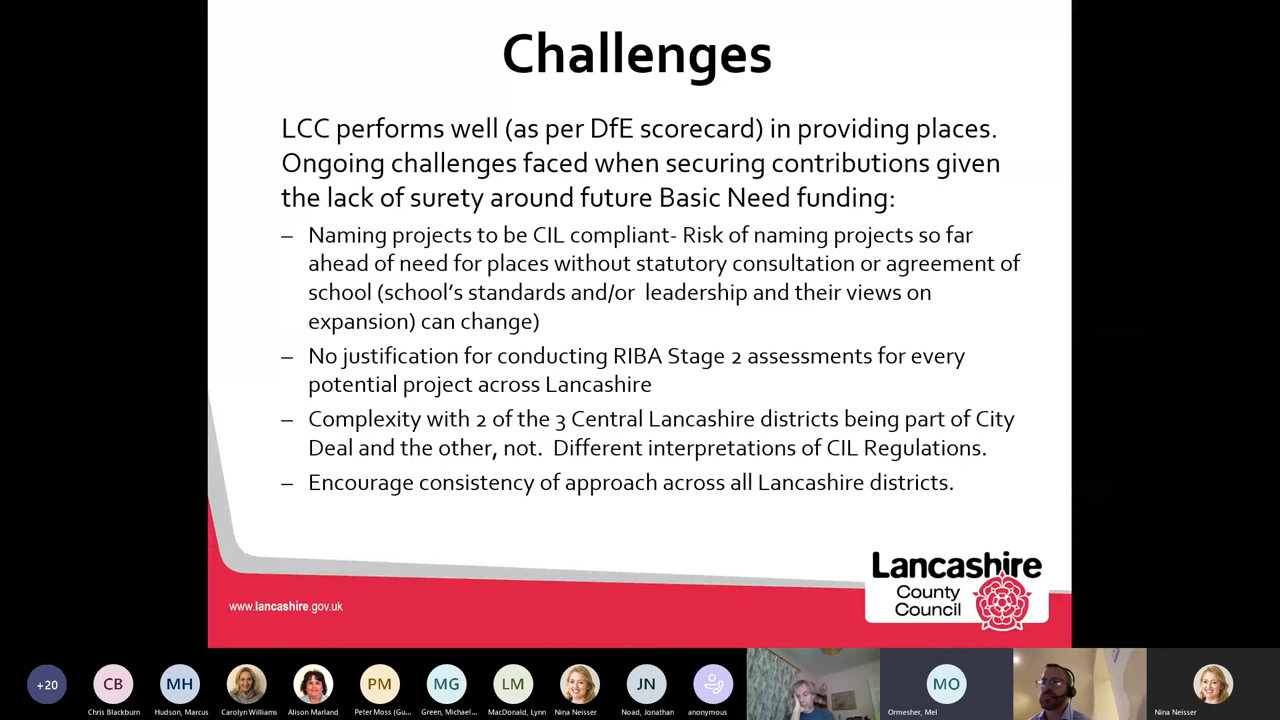 Challenges
LCC performs well (as per DfE scorecard) in providing places.
Ongoing challenges faced when securing contributions given
the lack of surety around future Basic Need funding:
– Naming projects to be CIL compliant- Risk of naming projects so far
ahead of need for places without statutory consultation or agreement of
school (school's standards and/or  leadership and their views on
expansion) can change)
– No justification for conducting RIBA Stage 2 assessments for every
potential project across Lancashire
– Complexity with 2 of the 3 Central Lancashire districts being part of City
Deal and the other, not.  Different interpretations of CIL Regulations.
– Encourage consistency of approach across all Lancashire districts.
Lancashire
County
Council
www.lancashire.gov.uk
+20
CB
MH
PM
MG
LM
JN
MO
Chris Blackburn
Hudson, Marcus
Carolyn Williams
Alison Marland
Peter Moss (Gu...
Green, Michael...
MacDonald, Lynn
Nina Neisser
Noad, Jonathan
anonymous
Ormesher, Mel
Nina Neisser